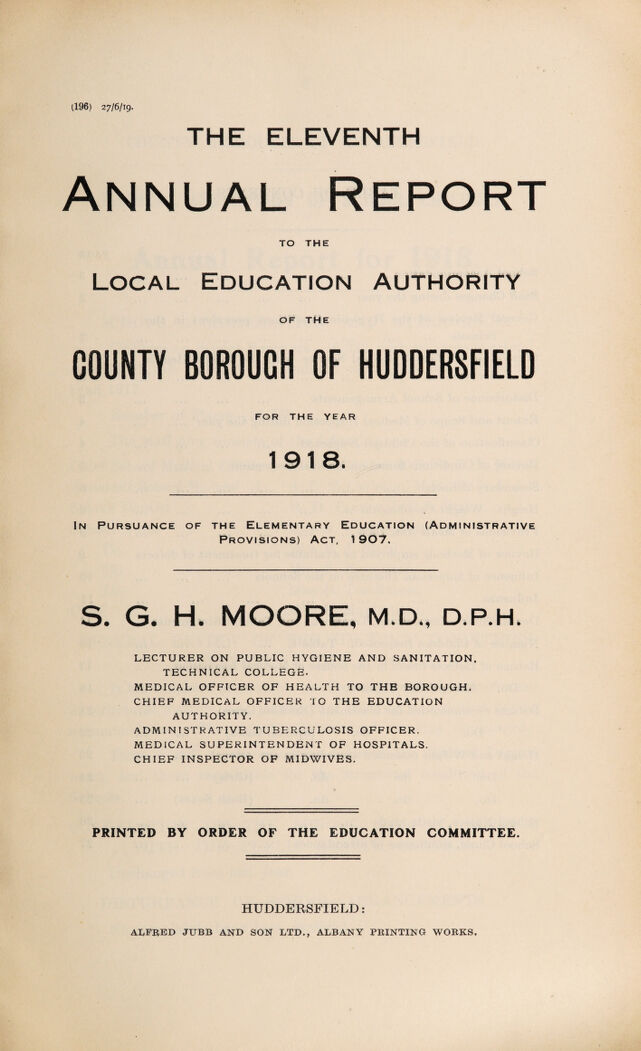 (196) 27/6/19.
THE ELEVENTH
ANNUAL REPORT
TO THE
LOCAL EDUCATION AUTHORITY
OF THE
COUNTY BOROUGH OF HUDDERSFIELD
FOR THE YEAR
1918.
IN PURSUANCE OF THE ELEMENTARY EDUCATION (ADMINISTRATIVE
PROVISIONS) ACT, 1907.
S. G. H. MOORE, M.D., D.P.H.
LECTURER ON PUBLIC HYGIENE AND SANITATION,
TECHNICAL COLLEGE.
MEDICAL OFFICER OF HEALTH TO THE BOROUGH.
CHIEF MEDICAL OFFICER TO THE EDUCATION
AUTHORITY.
ADMINISTRATIVE TUBERCULOSIS OFFICER.
MEDICAL SUPERINTENDENT OF HOSPITALS.
CHIEF INSPECTOR OF MIDWIVES.
PRINTED BY ORDER OF THE EDUCATION COMMITTEE.
HUDDERSFIELD:
ALFRED JUBB AND SON LTD., ALBANY PRINTING WORKS.